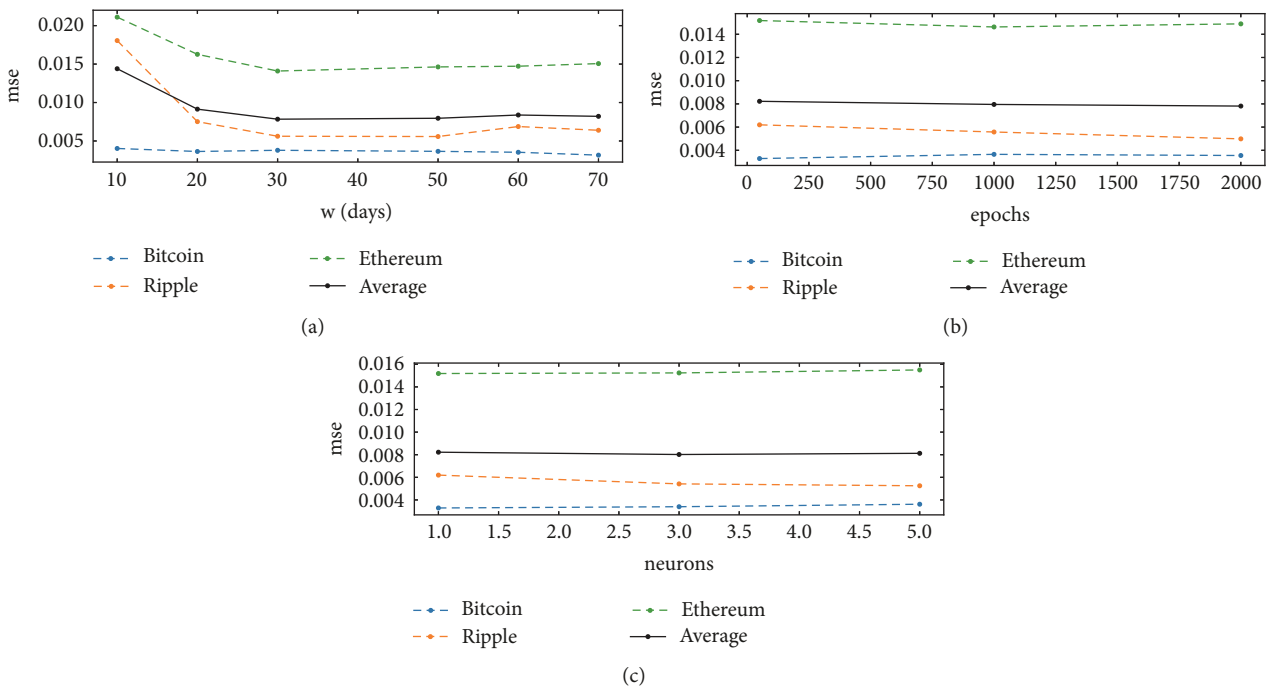 0.020
0.015
0.010
0.005
mse
10 20 30 40 50 60 70
w (days)
Bitcoin Ethereum
Ripple Average
(a)
0.014
0.012
0.010
0.008
0.006
0.004
mse
0 250 500 750 1000 1250 1500 1750 2000
epochs
Bitcoin Ethereum
Ripple Average
(b)
0.016
0.014
0.012
0.010
0.008
0.006
0.004
mse
1.0 1.5 2.0 2.5 3.0 3.5 4.0 4.5 5.0
neurons
Bitcoin Ethereum
Ripple Average
(c)